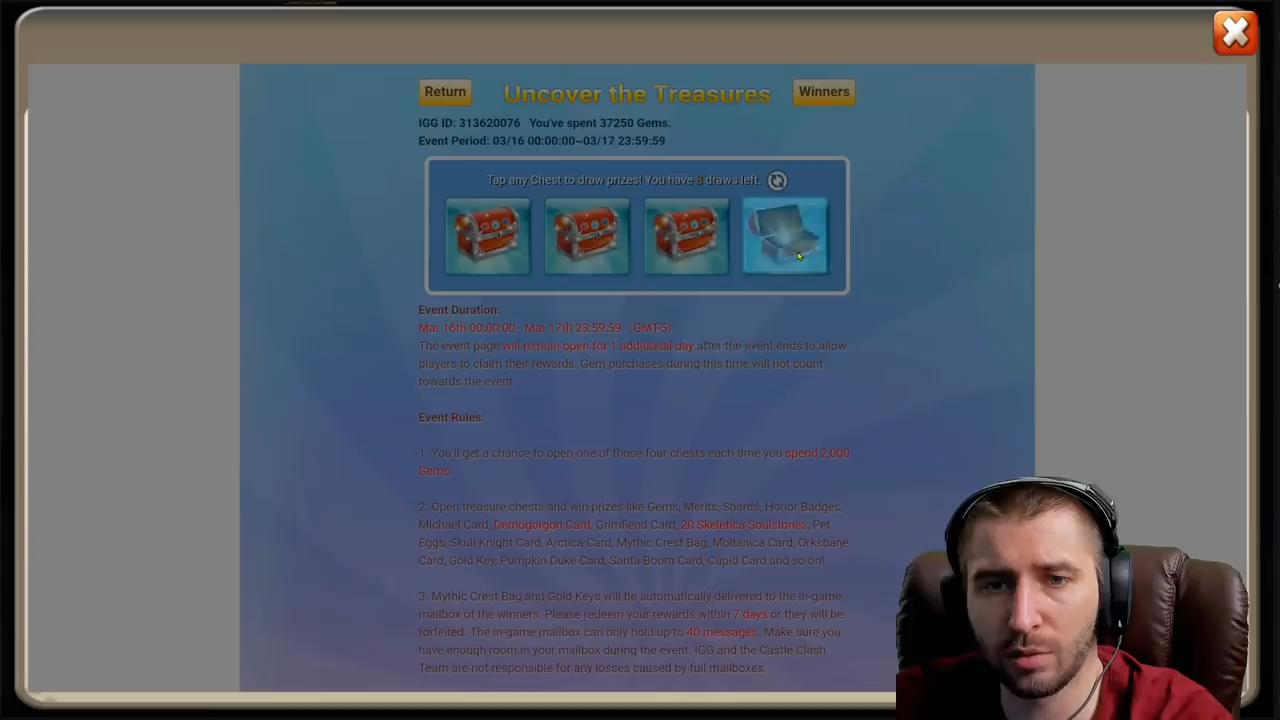 Return
Uncover the Treasures
Winners
IGG ID: 313620076 You've spent 37250 Gems.
Event Period: 03/16 00:00:00~03/17 23:59:59
Tap any Chest to draw prizes! You have 8 draws left.
Event Duration:
Mar 16th 00:00:00 - Mar 17th 23:59:59 (GMT-5)
The event page will remain open for 1 additional day after the event ends to allow
players to claim their rewards. Gem purchases during this time will not count
towards the event.
Event Rules:
1. You'll get a chance to open one of those four chests each time you spend 2,000
Gems.
2. Open treasure chests and win prizes like Gems, Merits, Shards, Honor Badges,
Michael Card, Demogorgon Card, Grimfiend Card, 20 Skeletica Soulstones, Pet
Eggs, Skull Knight Card, Arctica Card, Mythic Crest Bag, Moltanica Card, Orksbane
Card, Gold Key, Pumpkin Duke Card, Santa Boom Card, Cupid Card and so on!
3. Mythic Crest Bag and Gold Keys will be automatically delivered to the in-game
mailbox of the winners. Please redeem your rewards within 7 days or they will be
forfeited. The in-game mailbox can only hold up to 40 messages. Make sure you
have enough room in your mailbox during the event. IGG and the Castle Clash
Team are not responsible for any losses caused by full mailboxes.